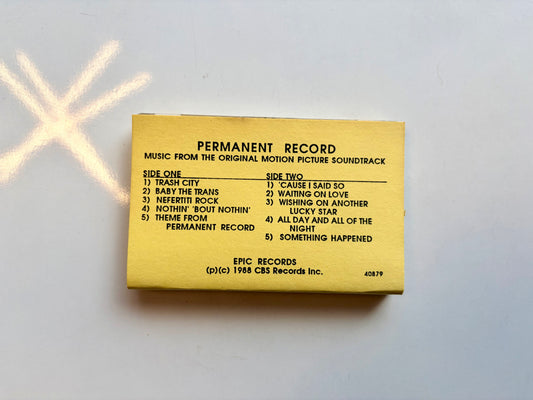 PERMANENT RECORD
MUSIC FROM THE ORIGINAL MOTION PICTURE SOUNDTRACK
SIDE ONE
1) TRASH CITY
2) BABY THE TRANS
3) NEFERTITI ROCK
4) NOTHIN' 'BOUT NOTHIN'
5) THEME FROM
PERMANENT RECORD
SIDE TWO
1) 'CAUSE I SAID SO
2) WAITING ON LOVE
3) WISHING ON ANOTHER
LUCKY STAR
4) ALL DAY AND ALL OF THE
NIGHT
5) SOMETHING HAPPENED
EPIC RECORDS
(p)(c) 1988 CBS Records Inc.
40879